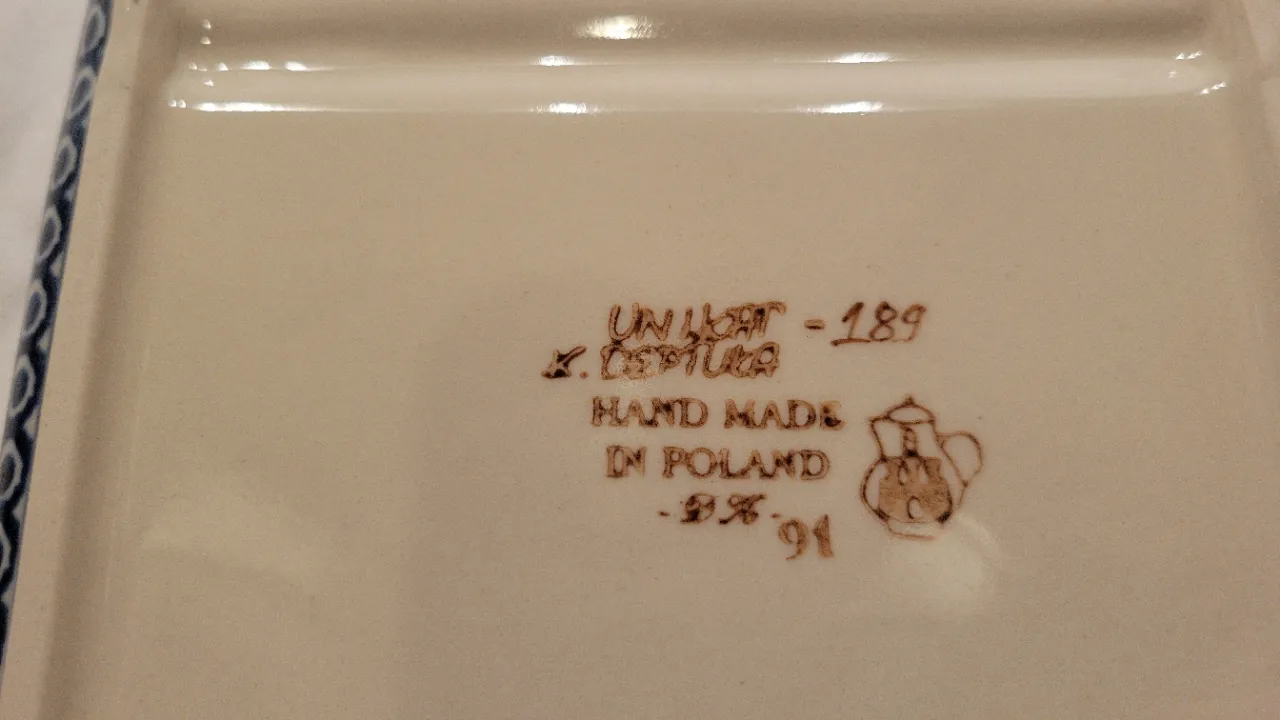 UNIKAT - 189
K. DEPTUŁA
HAND MADE
IN POLAND
91